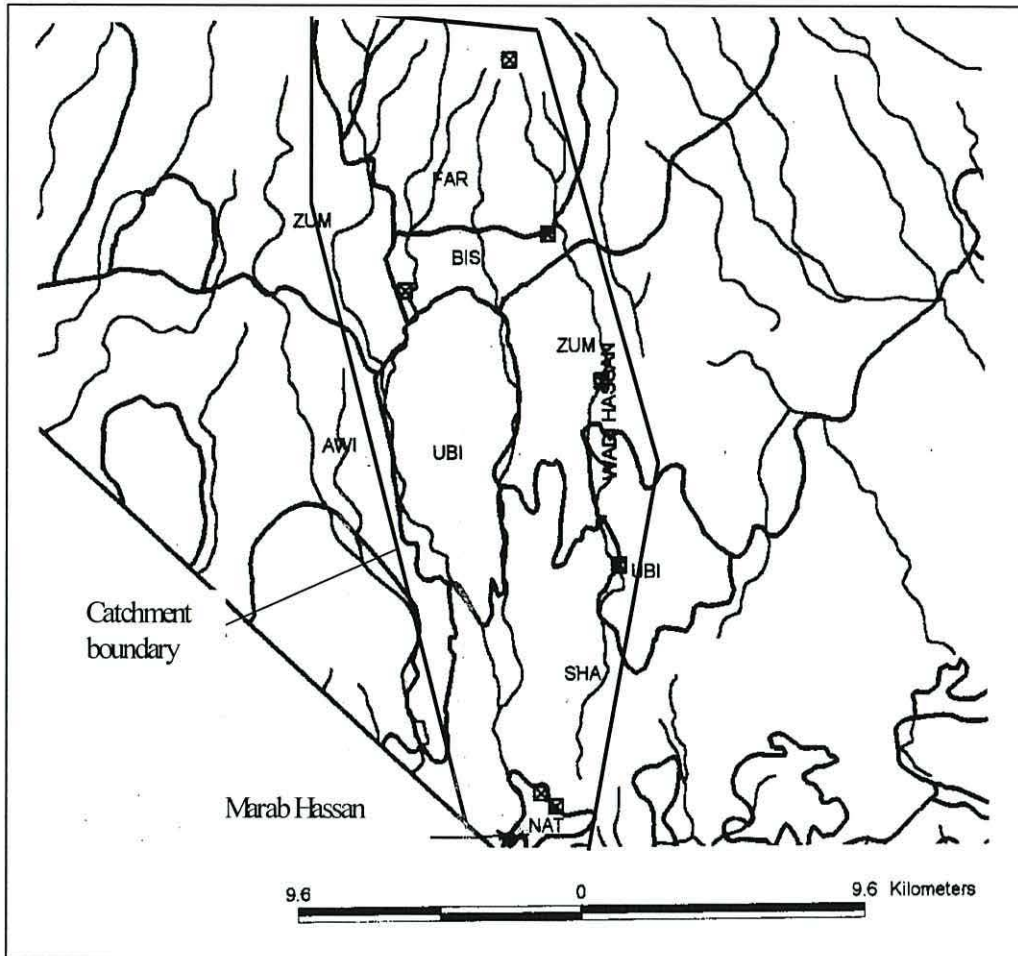 FAR
ZUM
BIS
ZUM
WADI HASSAN
AWI
UBI
UBI
Catchment
boundary
SHA
Marab Hassan
NAT
9.6 0 9.6 Kilometers